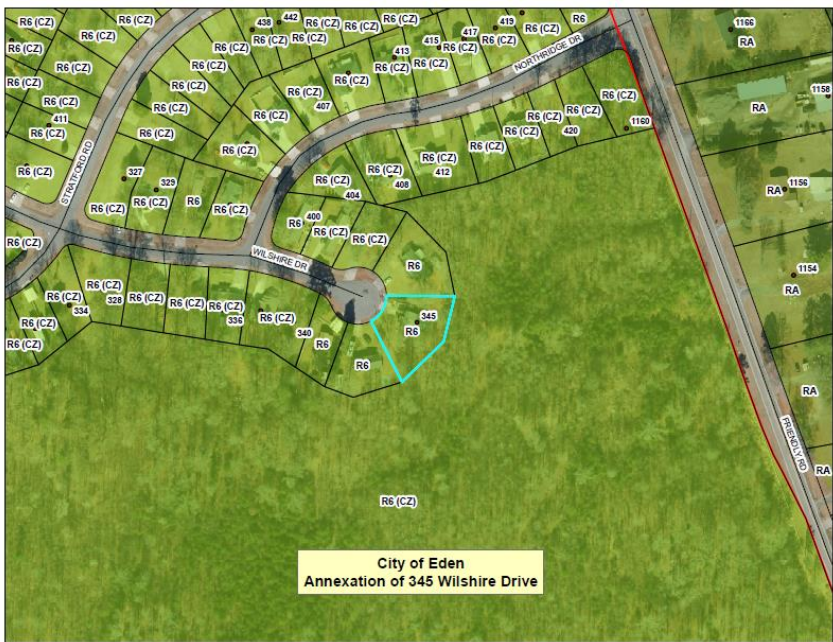 R6 (CZ)
438
442
R6 (CZ)
R6 (CZ)
417
419
R6 (CZ)
R6
1166
RA
R6 (CZ)
R6 (CZ)
R6 (CZ)
R6 (CZ)
415
R6 (CZ)
R6 (CZ)
R6 (CZ)
R6 (CZ)
R6 (CZ)
413
R6 (CZ)
NORTHRIDGE DR
R6 (CZ)
R6 (CZ)
R6 (CZ)
R6 (CZ)
1158
R6 (CZ)
R6 (CZ)
R6 (CZ)
407
R6 (CZ)
RA
RA
411
R6 (CZ)
R6 (CZ)
R6 (CZ)
R6 (CZ)
R6 (CZ)
R6 (CZ)
420
1160
R6 (CZ)
STRATFORD RD
R6 (CZ)
R6 (CZ)
R6 (CZ)
412
327
329
R6 (CZ)
R6 (CZ)
408
RA
1156
R6 (CZ)
R6 (CZ)
R6
R6 (CZ)
404
R6
400
R6 (CZ)
R6 (CZ)
R6 (CZ)
WILSHIRE DR
R6
1154
RA
R6 (CZ)
328
R6 (CZ)
R6 (CZ)
R6 (CZ)
334
336
R6 (CZ)
345
R6
R6 (CZ)
340
R6
R6 (CZ)
R6
RA
FRIENDLY RD
RA
R6 (CZ)
City of Eden
Annexation of 345 Wilshire Drive